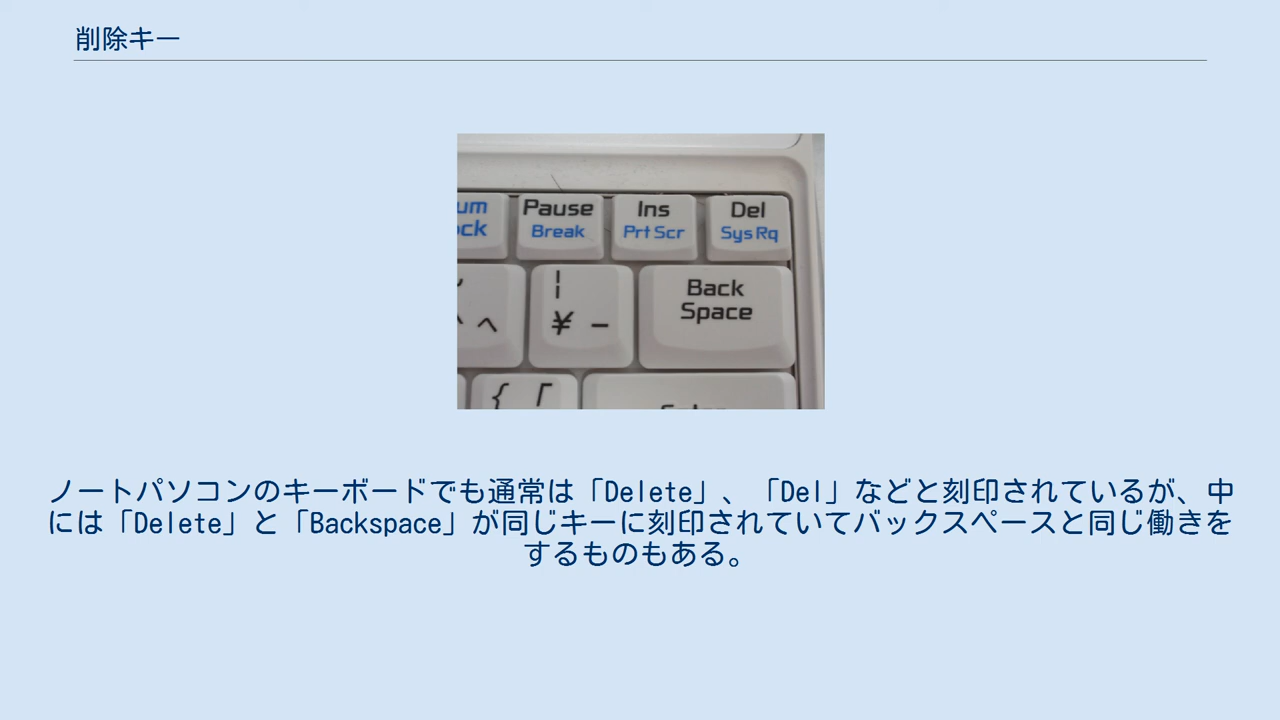 削除キー
um Pause Ins Del
ck Break Prt Scr Sys Rq
¦ Back
^ へ ¥ ー Space
{ 「
ノートパソコンのキーボードでも通常は「Delete」、「Del」などと刻印されているが、中
には「Delete」と「Backspace」が同じキーに刻印されていてバックスペースと同じ働きを
するものもある。